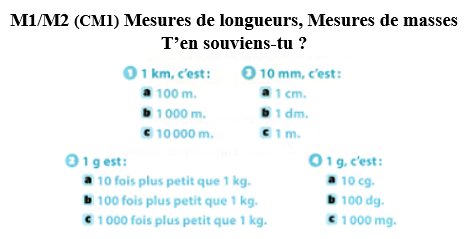 M1/M2 (CM1) Mesures de longueurs, Mesures de masses
T'en souviens-tu ?
1 1 km, c'est :
a 100 m.
b 1 000 m.
c 10 000 m.
3 10 mm, c'est :
a 1 cm.
b 1 dm.
c 1 m.
2 1 g est :
a 10 fois plus petit que 1 kg.
b 100 fois plus petit que 1 kg.
c 1 000 fois plus petit que 1 kg.
4 1 g, c'est :
a 10 cg.
b 100 dg.
c 1 000 mg.